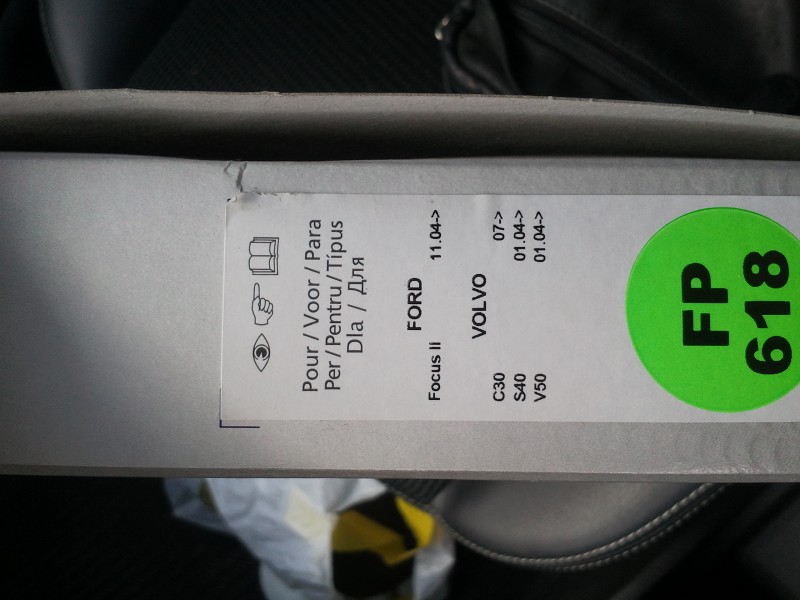 Pour / Voor / Para
Per / Pentru / Típus
Dla / Для
FORD
Focus II 11.04->
VOLVO
C30 07->
S40 01.04->
V50 01.04->
FP
618